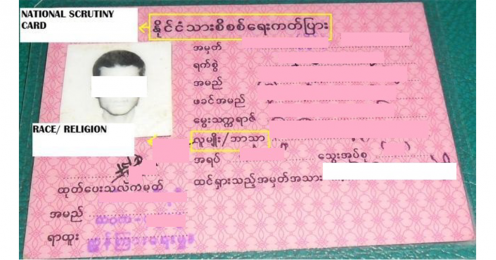 NATIONAL SCRUTINY
CARD
နိုင်ငံသားစိစစ်ရေးကတ်ပြား
အမှတ်
ရက်စွဲ
အမည်
ဖခင်အမည်
မွေးသက္ကရာဇ်
လူမျိုး/ဘာသာ
RACE/ RELIGION
အရပ်
သွေးအုပ်စု
ထင်ရှားသည့်အမှတ်အသား
ထုတ်ပေးသူလက်မှတ်
အမည်
ရာထူး